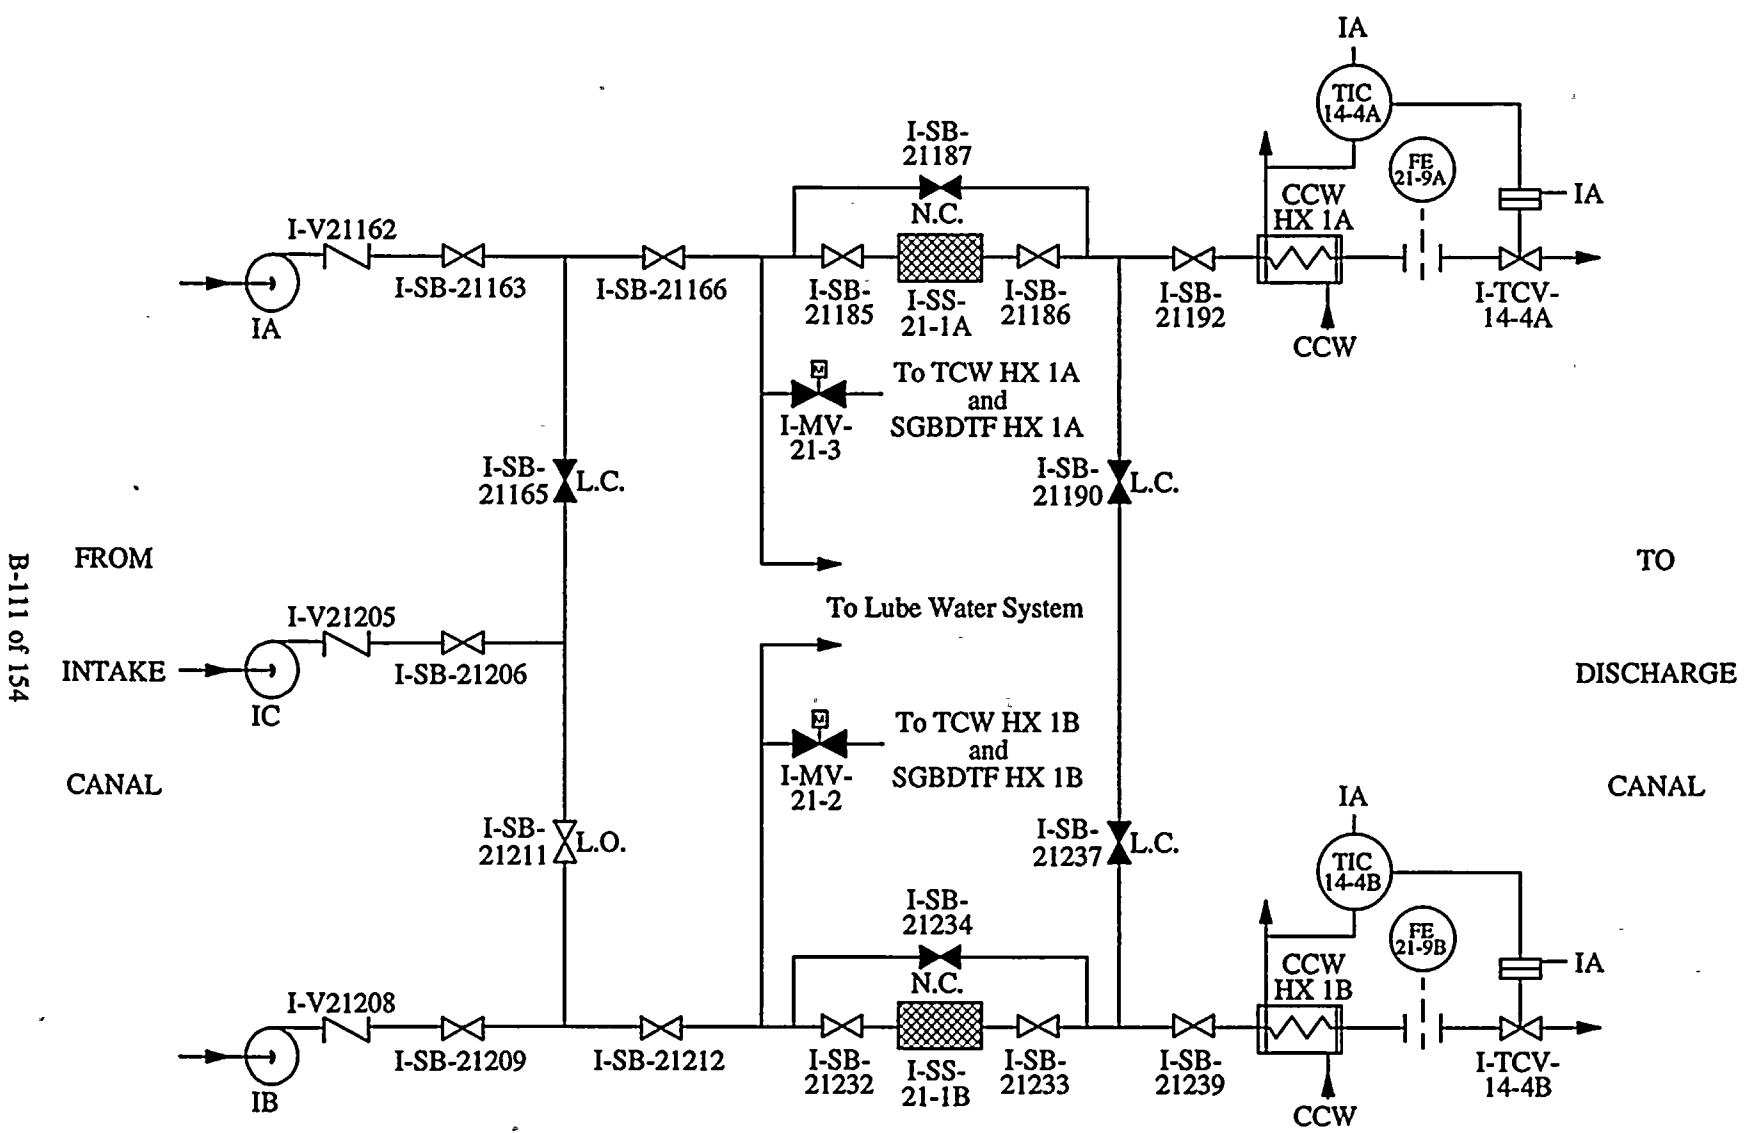 IA
TIC
14-4A
I-SB-
21187
N.C.
FE
21-9A
CCW
HX 1A
IA
I-V21162
I-SB-21163
I-SB-21166
I-SB-
21185
I-SS-
21-1A
I-SB-
21186
I-SB-
21192
I-TCV-
14-4A
IA
CCW
M
I-MV-
21-3
To TCW HX 1A
and
SGBDTF HX 1A
I-SB-
21165
L.C.
I-SB-
21190
L.C.
B-111 of 154
FROM
INTAKE
CANAL
TO
DISCHARGE
CANAL
To Lube Water System
I-V21205
I-SB-21206
IC
M
I-MV-
21-2
To TCW HX 1B
and
SGBDTF HX 1B
I-SB-
21211
L.O.
I-SB-
21237
L.C.
IA
TIC
14-4B
I-SB-
21234
N.C.
FE
21-9B
CCW
HX 1B
IA
I-V21208
I-SB-21209
I-SB-21212
I-SB-
21232
I-SS-
21-1B
I-SB-
21233
I-SB-
21239
I-TCV-
14-4B
IB
CCW